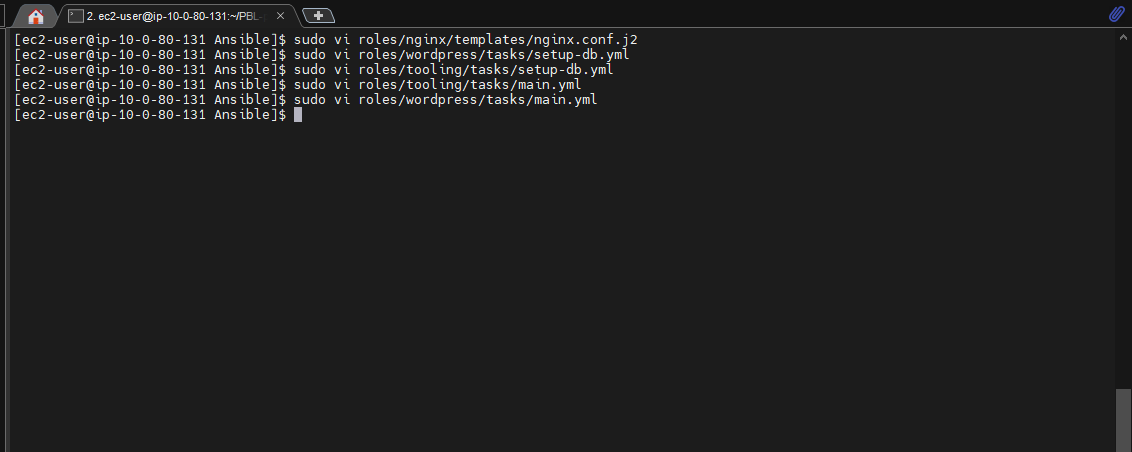 2. ec2-user@ip-10-0-80-131:~/PBL-
[ec2-user@ip-10-0-80-131 Ansible]$ sudo vi roles/nginx/templates/nginx.conf.j2
[ec2-user@ip-10-0-80-131 Ansible]$ sudo vi roles/wordpress/tasks/setup-db.yml
[ec2-user@ip-10-0-80-131 Ansible]$ sudo vi roles/tooling/tasks/setup-db.yml
[ec2-user@ip-10-0-80-131 Ansible]$ sudo vi roles/tooling/tasks/main.yml
[ec2-user@ip-10-0-80-131 Ansible]$ sudo vi roles/wordpress/tasks/main.yml
[ec2-user@ip-10-0-80-131 Ansible]$